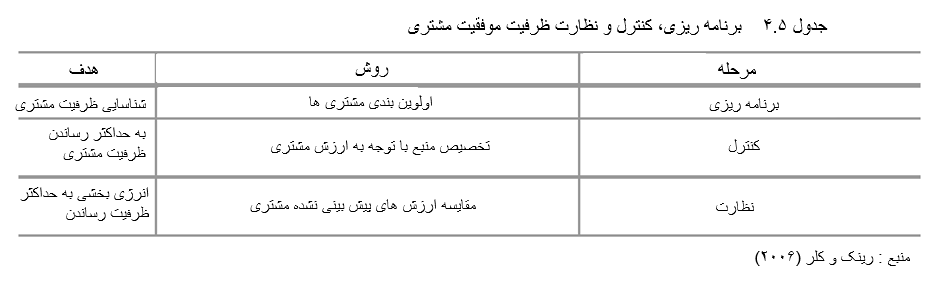 جدول ۴.۵ برنامه ریزی، کنترل و نظارت ظرفیت موفقیت مشتری
مرحله روش هدف
برنامه ریزی اولوین بندی مشتری ها شناسایی ظرفیت مشتری
کنترل تخصیص منبع با توجه به ارزش مشتری به حداکثر رساندن
ظرفیت مشتری
نظارت مقایسه ارزش های پیش بینی نشده مشتری انرژی بخشی به حداکثر
ظرفیت رساندن
منبع : رینک و کلر (۲۰۰۶)